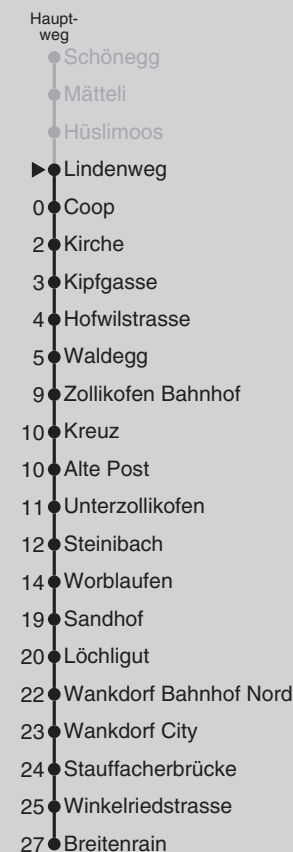 Haupt-
weg
Schönegg
Mätteli
Hüslimoos
Lindenweg
0 Coop
2 Kirche
3 Kipfgasse
4 Hofwilstrasse
5 Waldegg
9 Zollikofen Bahnhof
10 Kreuz
10 Alte Post
11 Unterzollikofen
12 Steinibach
14 Worblaufen
19 Sandhof
20 Löchligut
22 Wankdorf Bahnhof Nord
23 Wankdorf City
24 Stauffacherbrücke
25 Winkelriedstrasse
27 Breitenrain